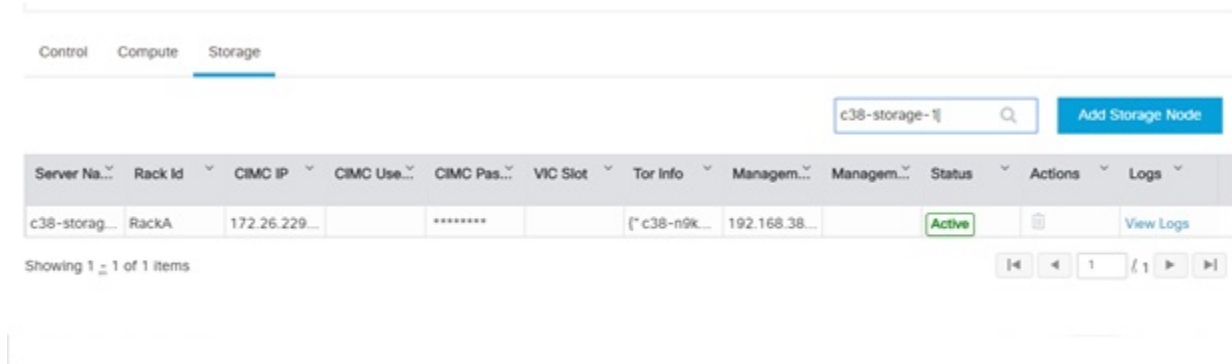 Control Compute Storage
c38-storage-1 Add Storage Node
Server Na... Rack Id CIMC IP CIMC Use... CIMC Pas... VIC Slot Tor Info Managem... Managem... Status Actions Logs
c38-storag... RackA 172.26.229... ******** {"c38-n9k... 192.168.38... Active View Logs
Showing 1 - 1 of 1 items 1 / 1